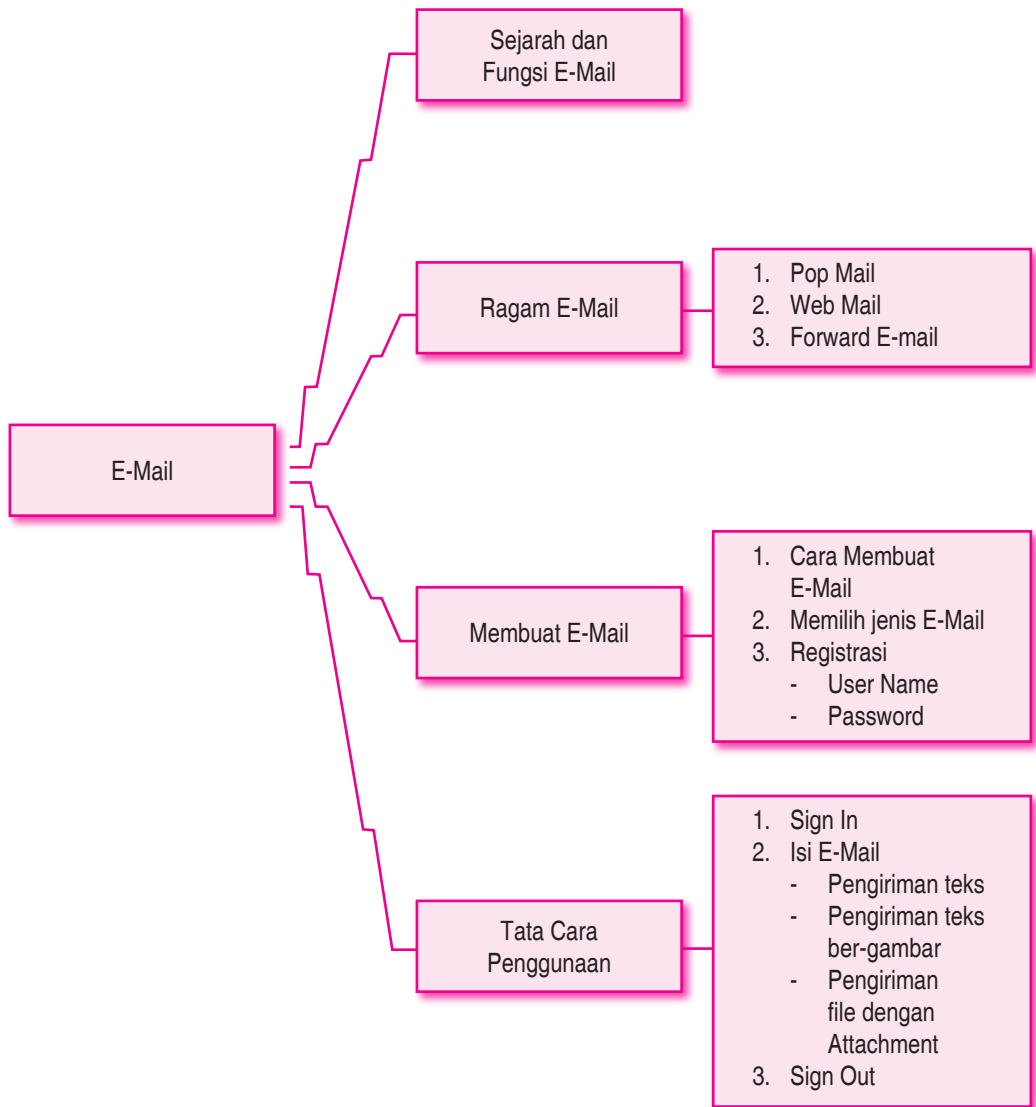 Sejarah dan
Fungsi E-Mail
Ragam E-Mail
1. Pop Mail
2. Web Mail
3. Forward E-mail
E-Mail
Membuat E-Mail
1. Cara Membuat
E-Mail
2. Memilih jenis E-Mail
3. Registrasi
- User Name
- Password
Tata Cara
Penggunaan
1. Sign In
2. Isi E-Mail
- Pengiriman teks
- Pengiriman teks
ber-gambar
- Pengiriman
file dengan
Attachment
3. Sign Out